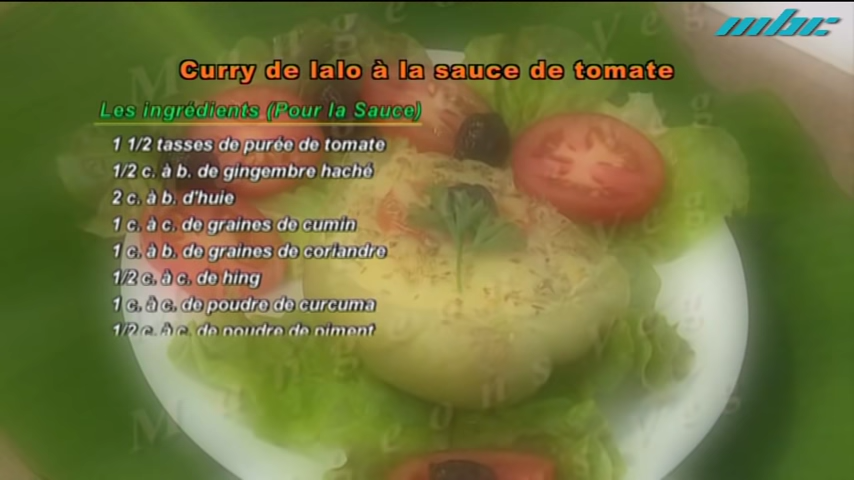 mbc
Curry de lalo à la sauce de tomate
Les ingrédients (Pour la Sauce)
1 1/2 tasses de purée de tomate
1/2 c. à b. de gingembre haché
2 c. à b. d'huie
1 c. à c. de graines de cumin
1 c. à b. de graines de coriandre
1/2 c. à c. de hing
1 c. à c. de poudre de curcuma
1/2 c. à c. de poudre de piment